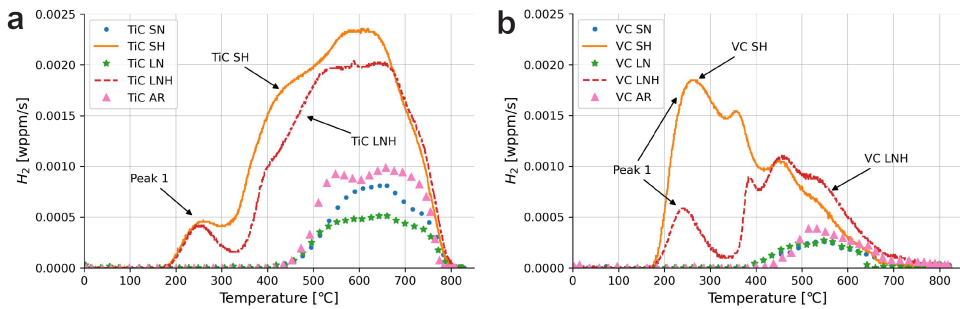 a
0.0025
0.0020
0.0015
0.0010
0.0005
0.0000
H₂ [wppm/s]
TiC SN
TiC SH
TiC LN
TiC LNH
TiC AR
TiC SH
TiC LNH
Peak 1
0 100 200 300 400 500 600 700 800
Temperature [℃]
b
0.0025
0.0020
0.0015
0.0010
0.0005
0.0000
H₂ [wppm/s]
VC SN
VC SH
VC LN
VC LNH
VC AR
VC SH
VC LNH
Peak 1
0 100 200 300 400 500 600 700 800
Temperature [℃]